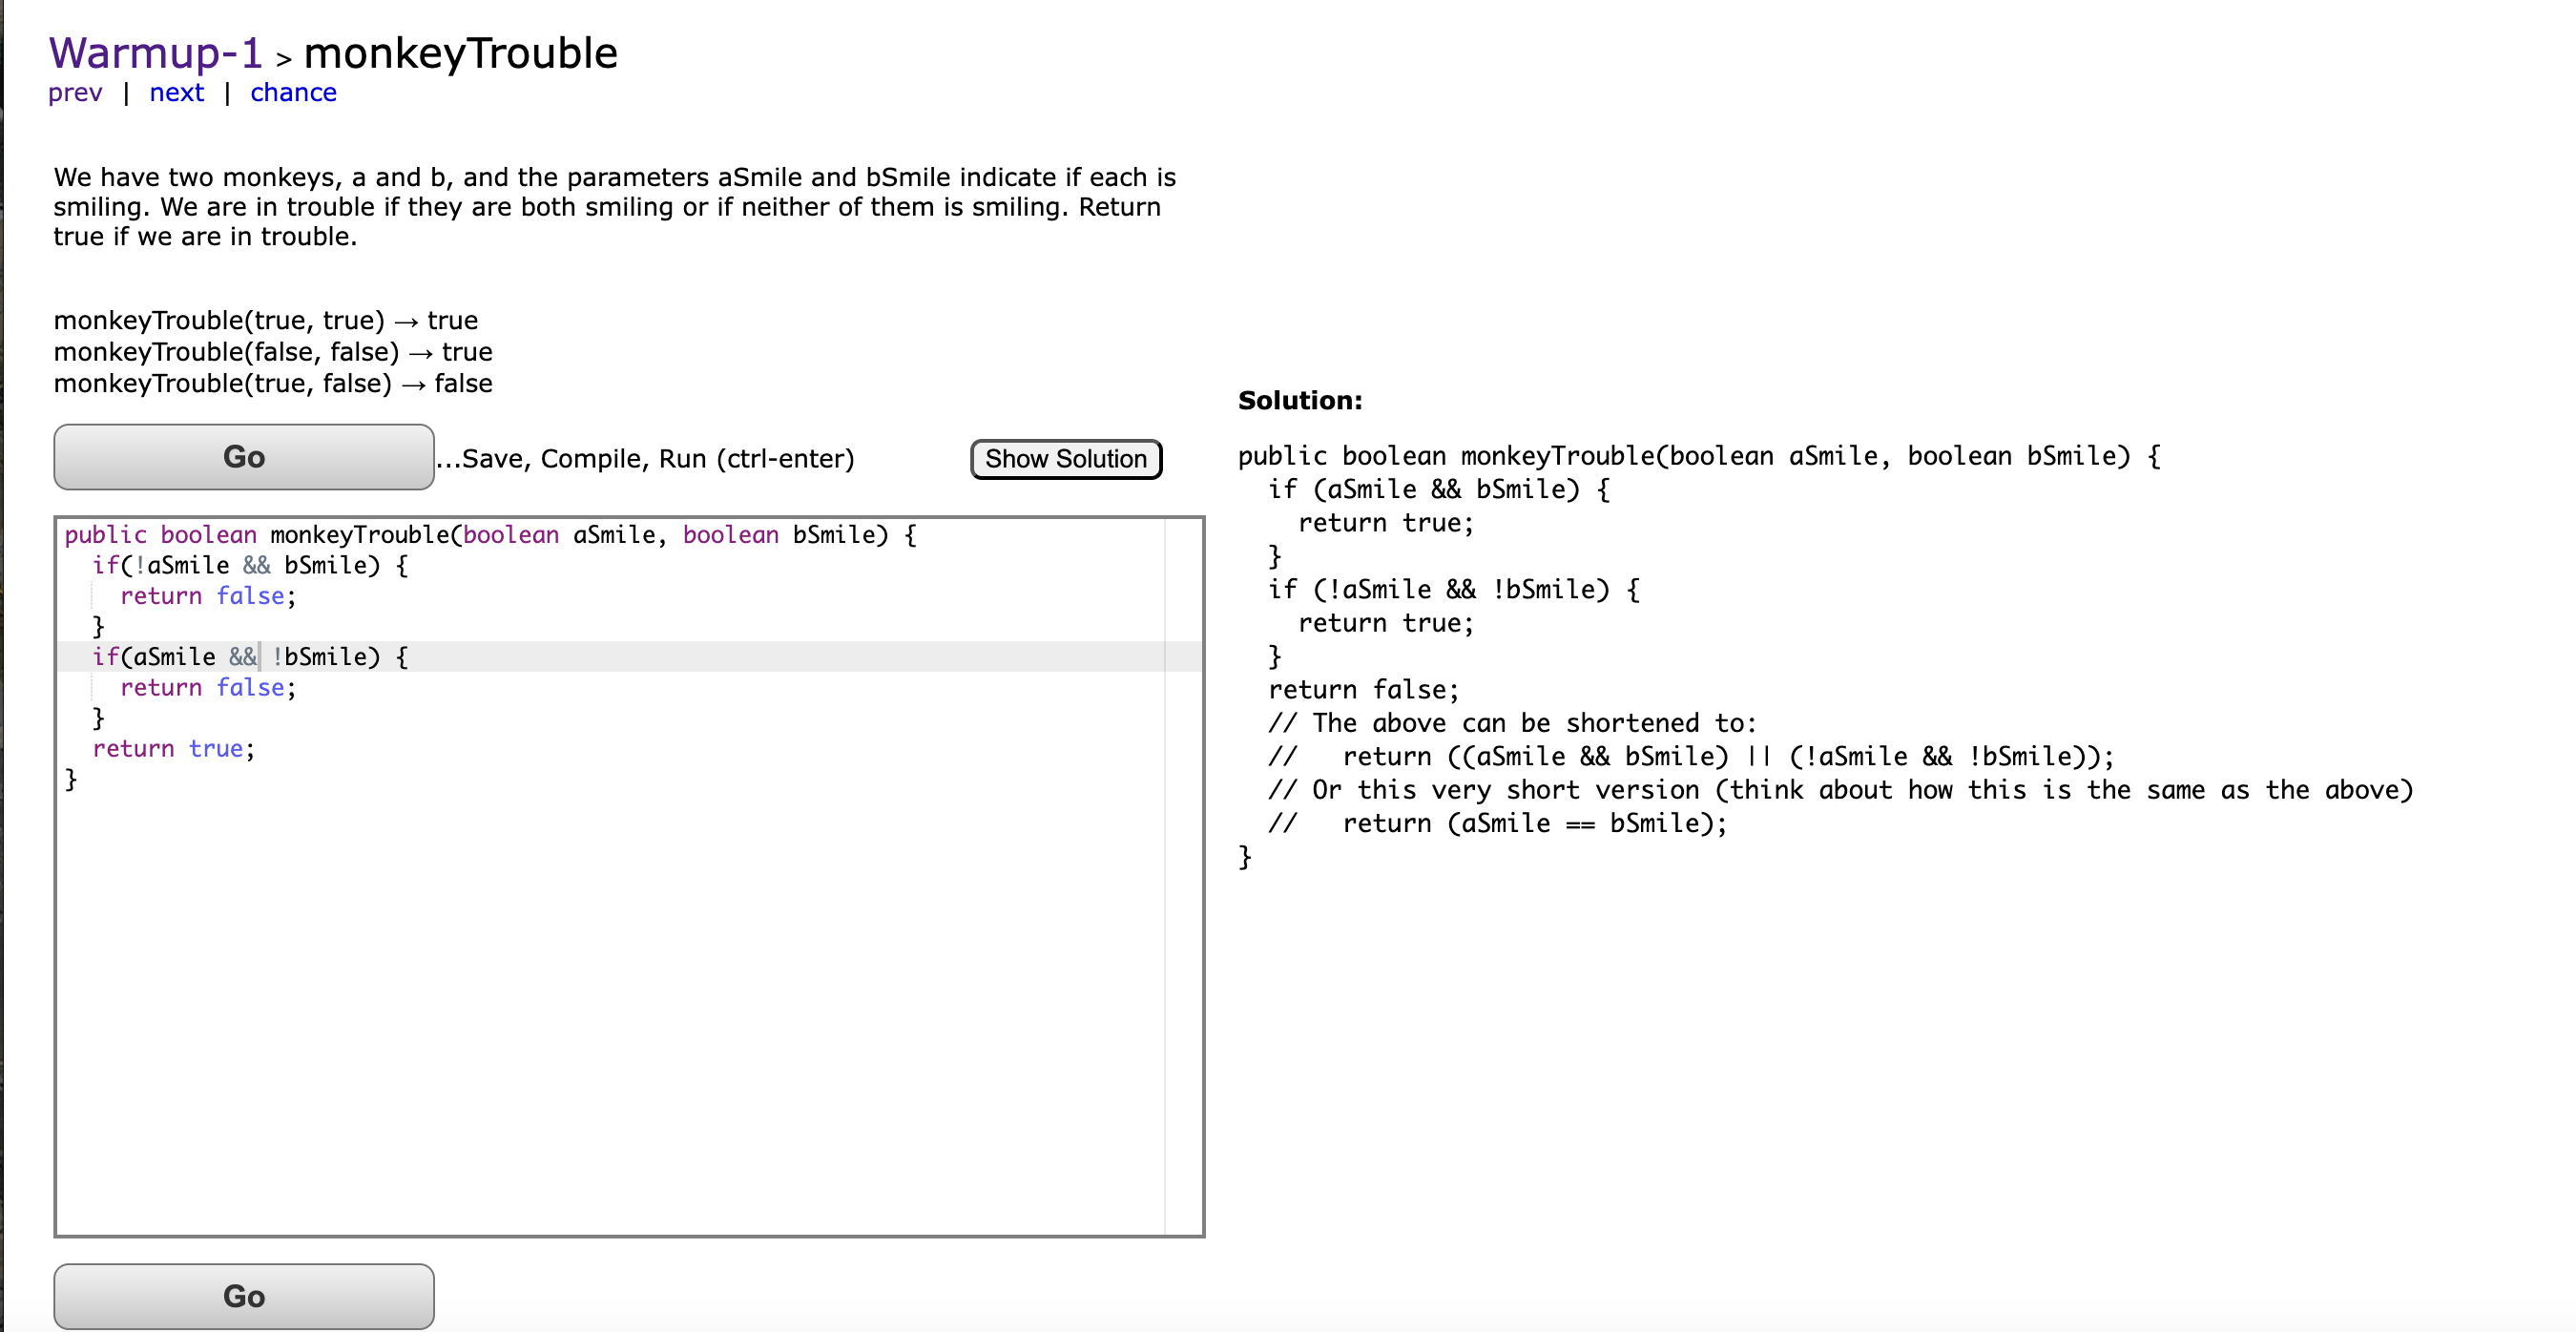 Warmup-1 > monkeyTrouble
prev | next | chance
We have two monkeys, a and b, and the parameters aSmile and bSmile indicate if each is
smiling. We are in trouble if they are both smiling or if neither of them is smiling. Return
true if we are in trouble.
monkeyTrouble(true, true) → true
monkeyTrouble(false, false) → true
monkeyTrouble(true, false) → false
Go ...Save, Compile, Run (ctrl-enter) Show Solution
public boolean monkeyTrouble(boolean aSmile, boolean bSmile) {
  if(!aSmile && bSmile) {
    return false;
  }
  if(aSmile && !bSmile) {
    return false;
  }
  return true;
}
Go
Solution:
public boolean monkeyTrouble(boolean aSmile, boolean bSmile) {
  if (aSmile && bSmile) {
    return true;
  }
  if (!aSmile && !bSmile) {
    return true;
  }
  return false;
  // The above can be shortened to:
  //   return ((aSmile && bSmile) || (!aSmile && !bSmile));
  // Or this very short version (think about how this is the same as the above)
  //   return (aSmile == bSmile);
}